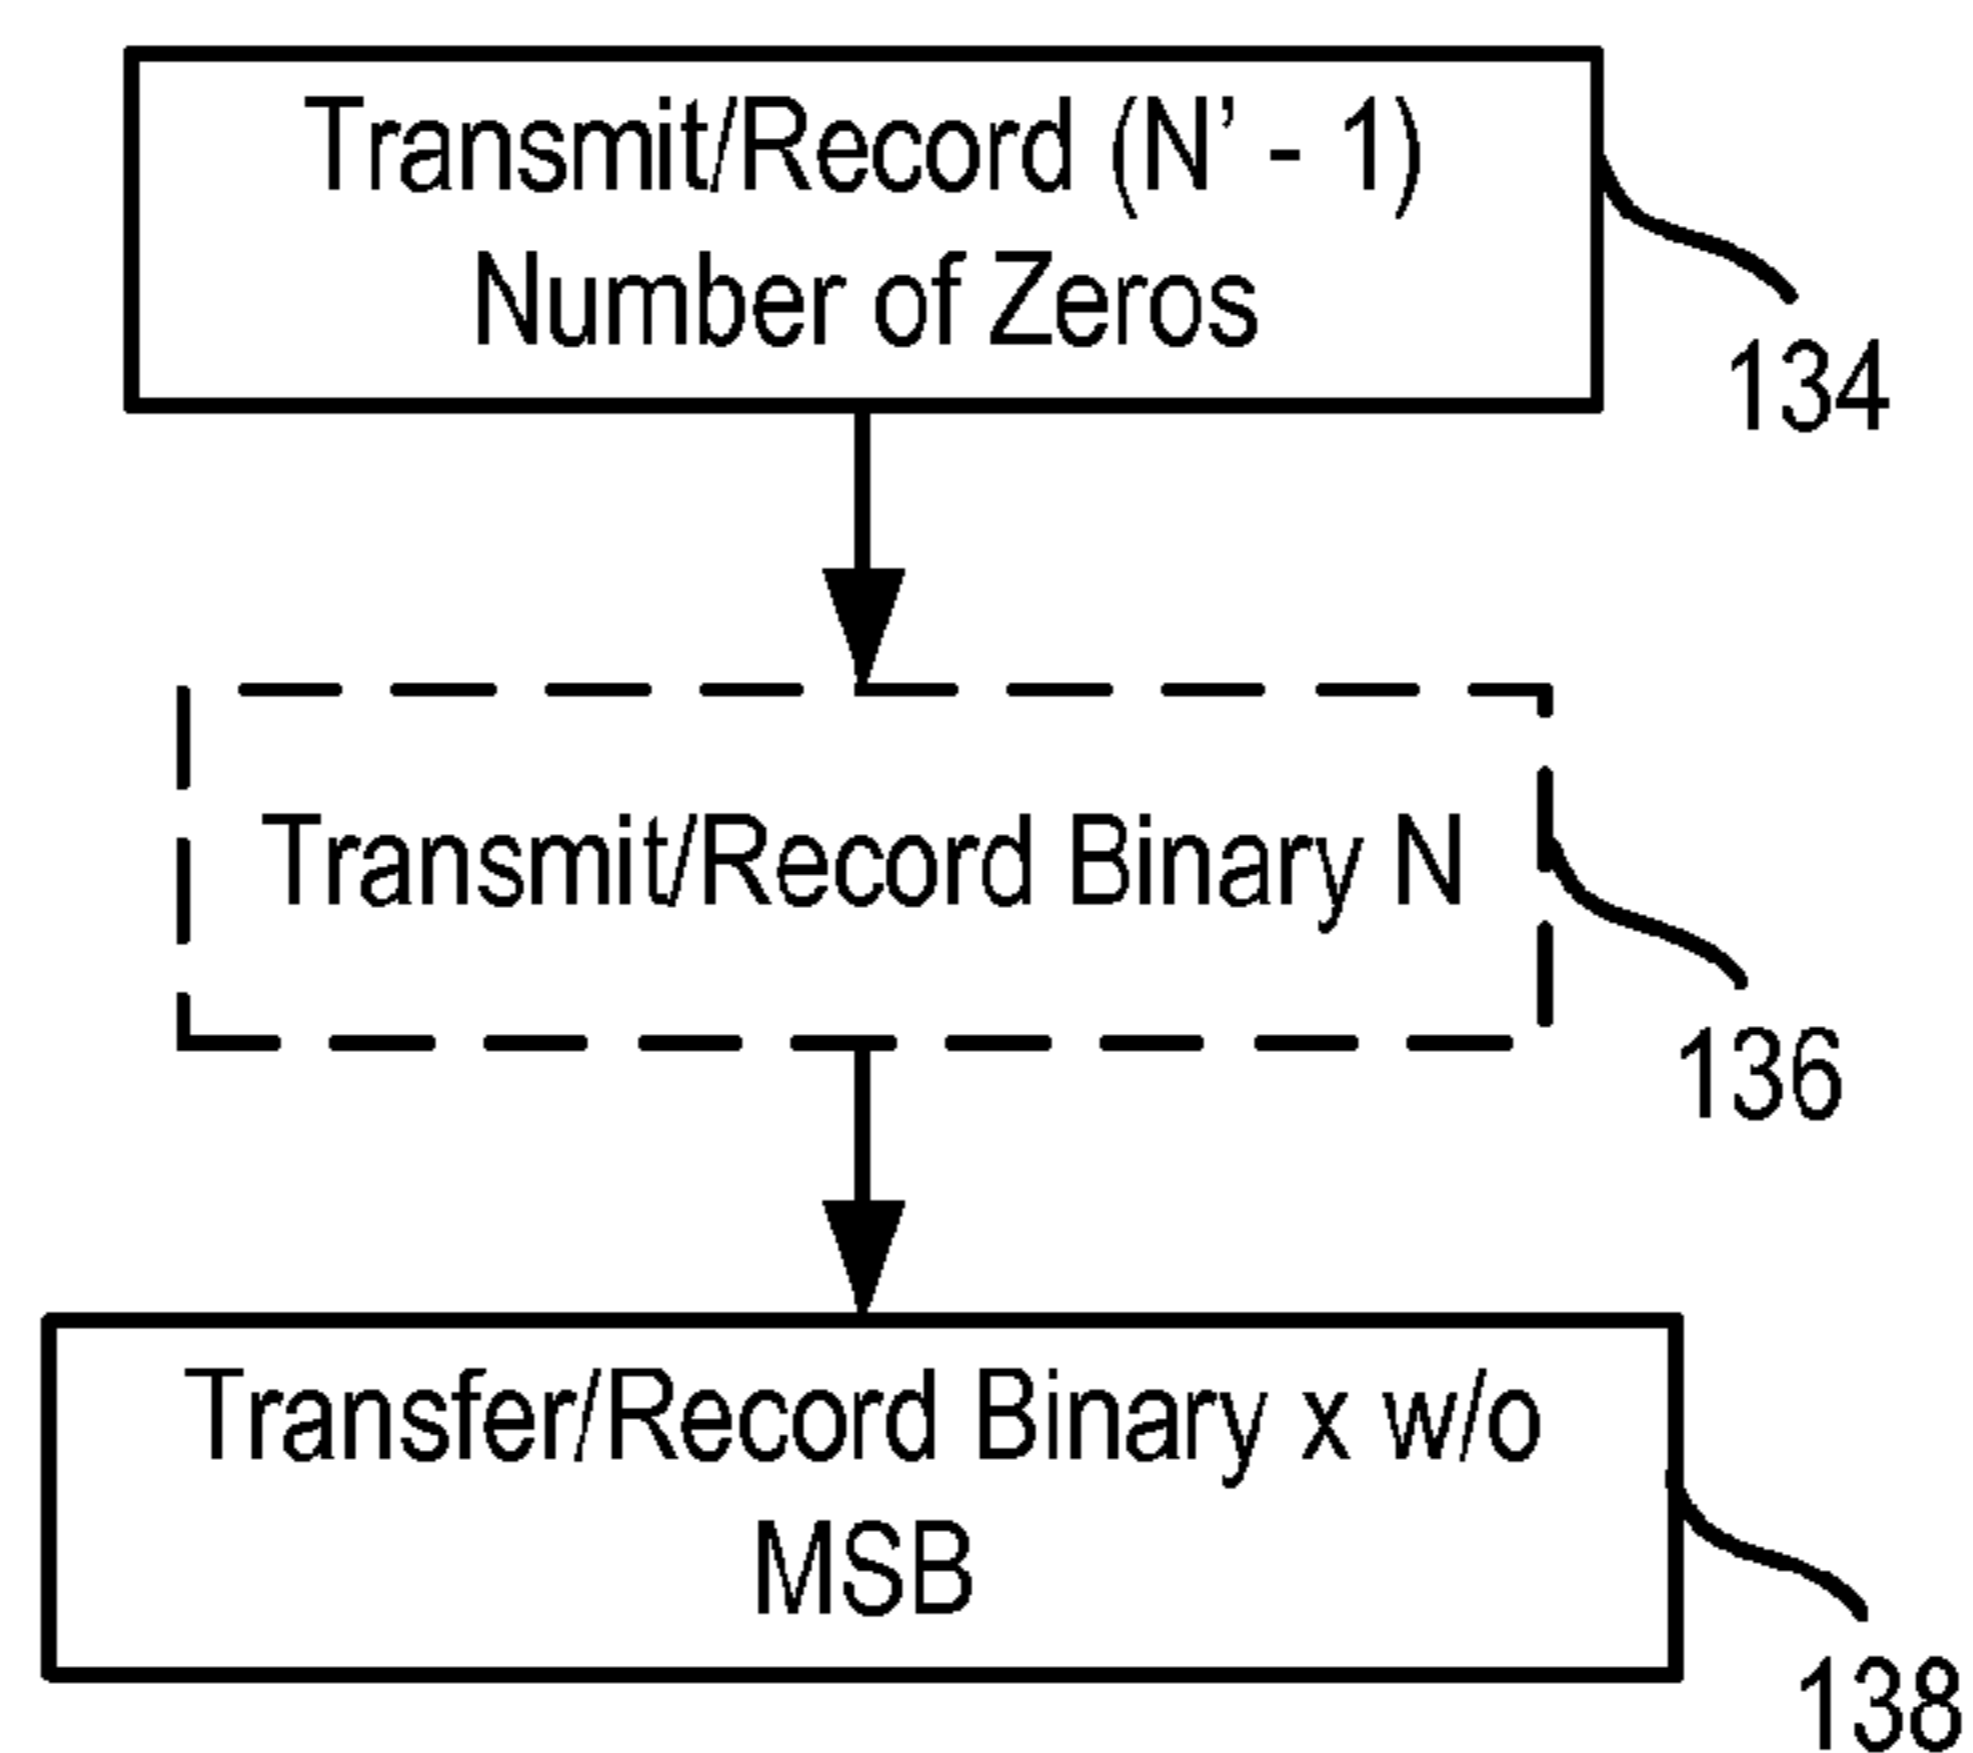 Transmit/Record (N’ - 1)
Number of Zeros
134
Transmit/Record Binary N
136
Transfer/Record Binary x w/o
MSB
138